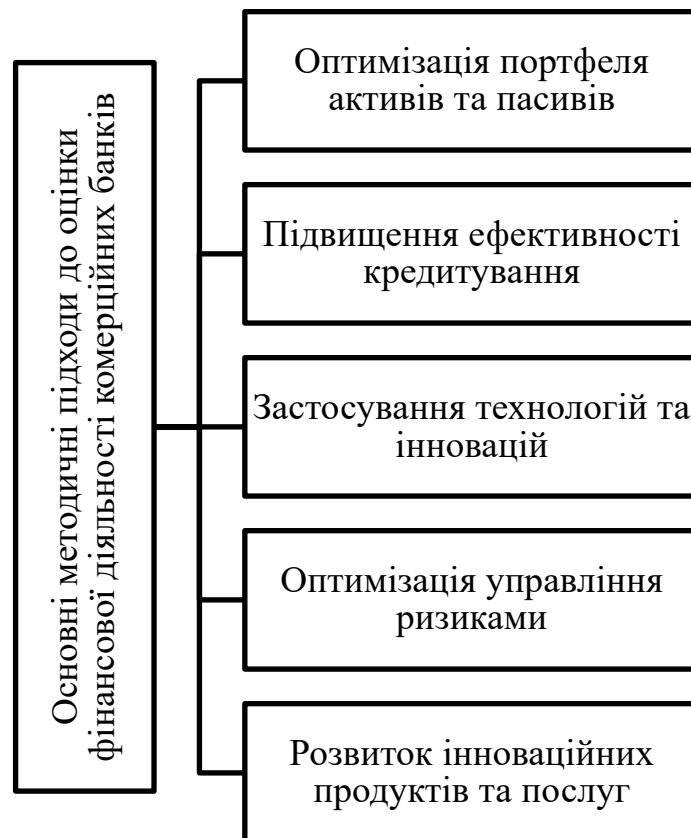 Основні методичні підходи до оцінки
фінансової діяльності комерційних банків
Оптимізація портфеля
активів та пасивів
Підвищення ефективності
кредитування
Застосування технологій та
інновацій
Оптимізація управління
ризиками
Розвиток інноваційних
продуктів та послуг